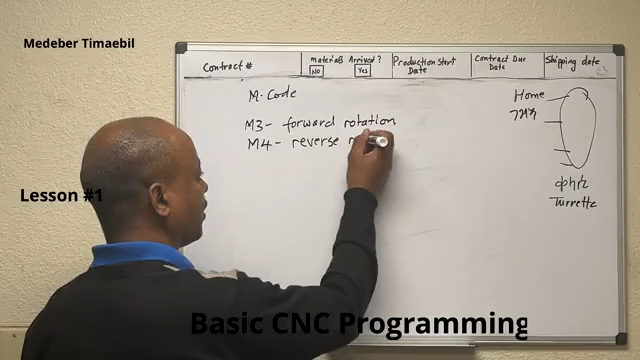 Medeber Timaebil
Contract #
Materials Arrived?
No Yes
Production Start
Date
Contract Due
Date
Shipping date
M-Code
Home
M3- forward rotation
M4- reverse
Lesson #1
Turrette
Basic CNC Programming